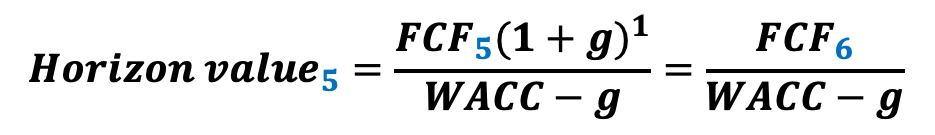 Horizon value₅ = FCF₅(1 + g)¹ / WACC − g = FCF₆ / WACC − g